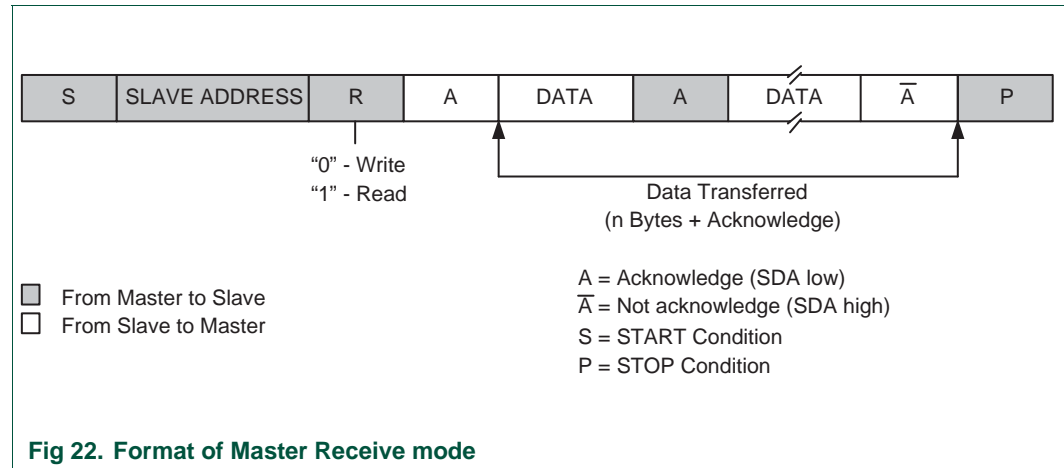 S SLAVE ADDRESS R A DATA A DATA A̅ P
“0” - Write
“1” - Read
Data Transferred
(n Bytes + Acknowledge)
From Master to Slave
From Slave to Master
A = Acknowledge (SDA low)
A̅ = Not acknowledge (SDA high)
S = START Condition
P = STOP Condition
Fig 22. Format of Master Receive mode